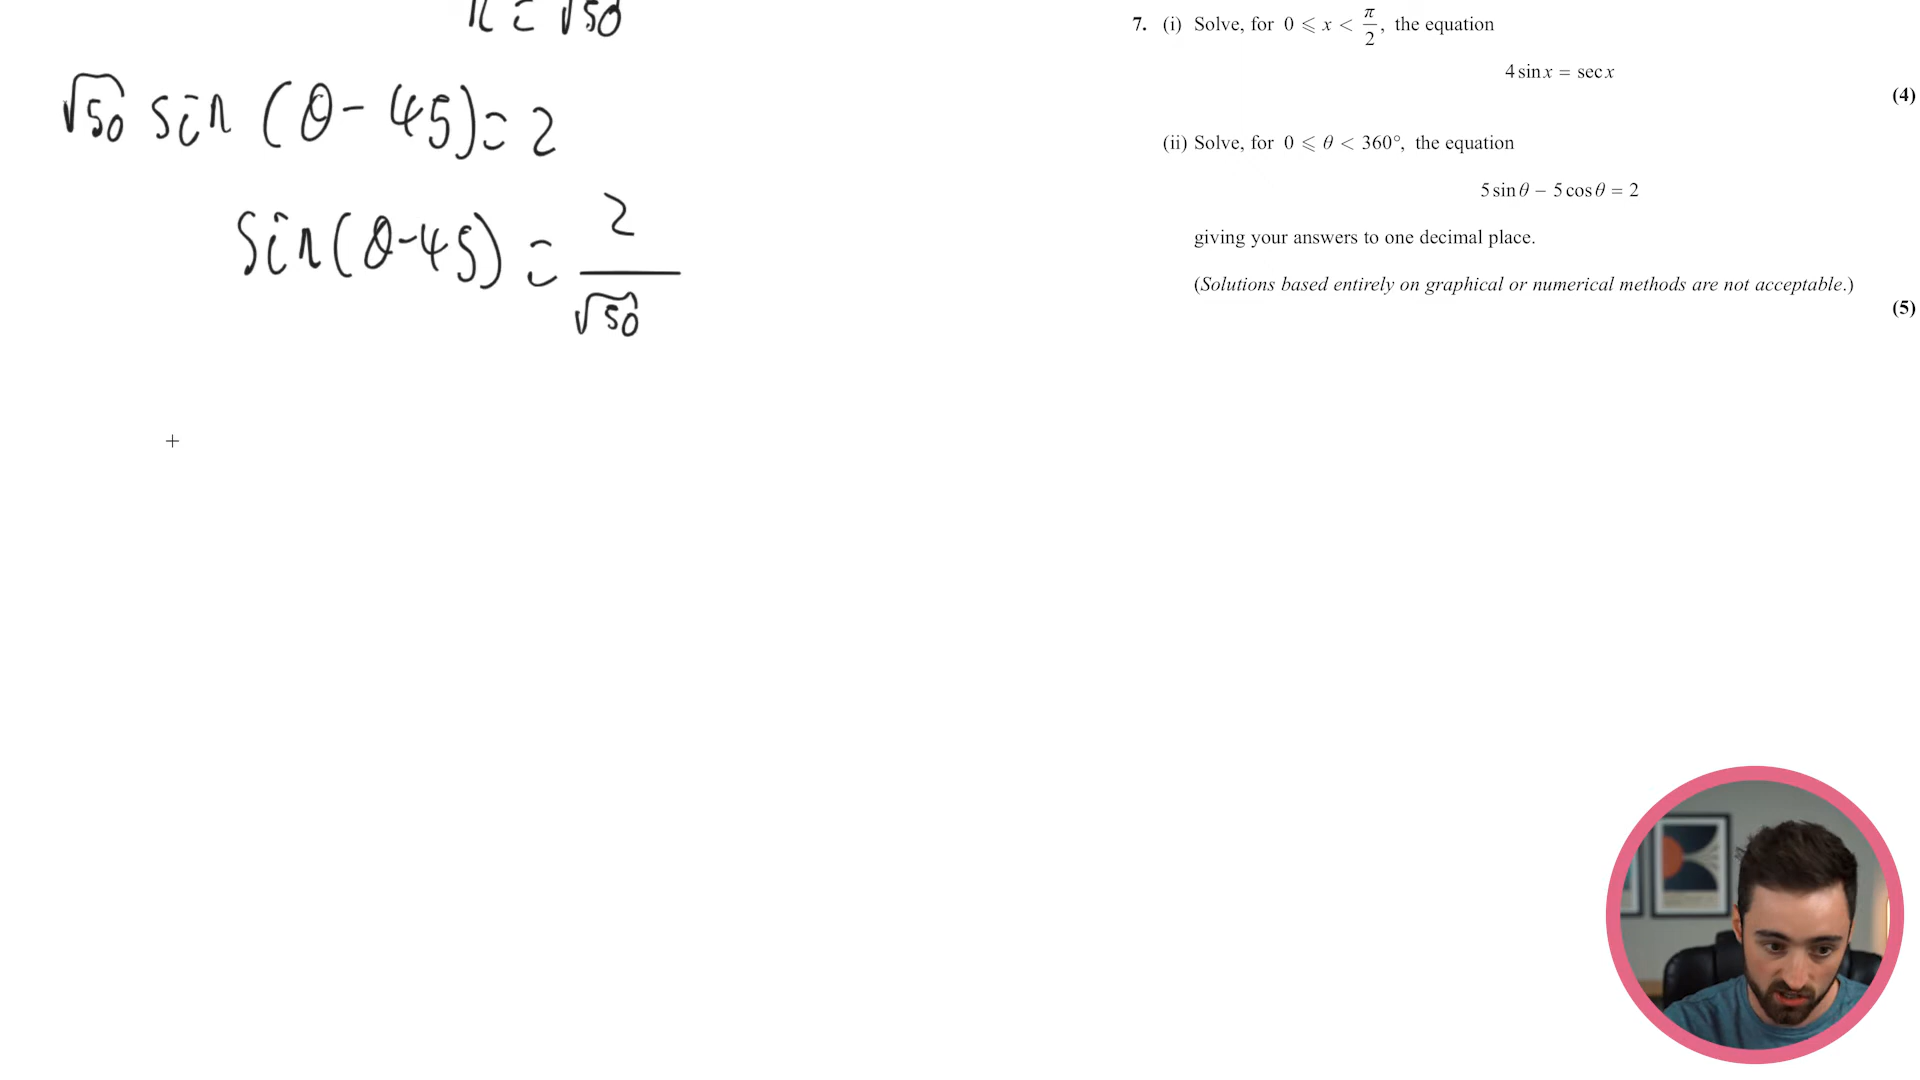 √50 sin (θ - 45) = 2
sin(θ-45) = 2/√50
7. (i) Solve, for 0 ⩽ x < π/2, the equation
4 sin x = sec x
(4)
(ii) Solve, for 0 ⩽ θ < 360°, the equation
5 sin θ – 5 cos θ = 2
giving your answers to one decimal place.
(Solutions based entirely on graphical or numerical methods are not acceptable.)
(5)